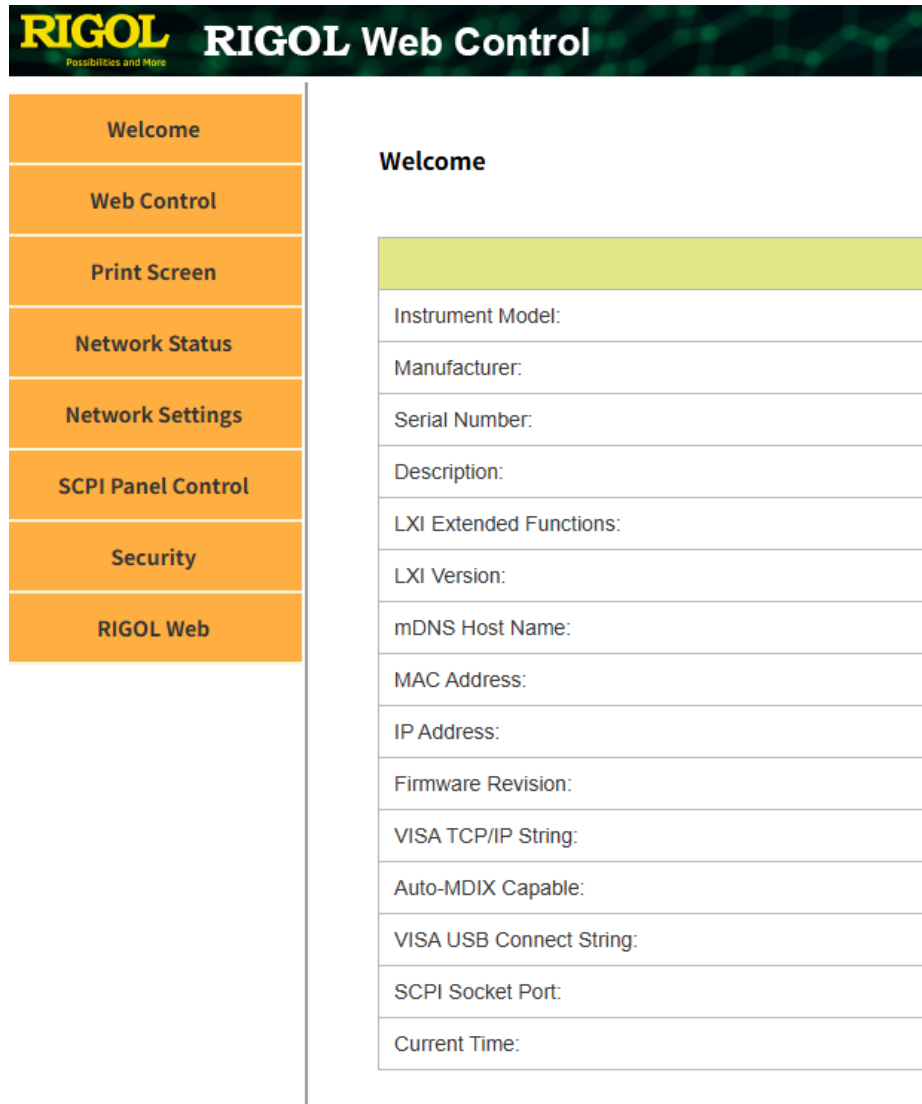 RIGOL
Possibilities and More
RIGOL Web Control
Welcome
Web Control
Print Screen
Network Status
Network Settings
SCPI Panel Control
Security
RIGOL Web
Welcome
Instrument Model:
Manufacturer:
Serial Number:
Description:
LXI Extended Functions:
LXI Version:
mDNS Host Name:
MAC Address:
IP Address:
Firmware Revision:
VISA TCP/IP String:
Auto-MDIX Capable:
VISA USB Connect String:
SCPI Socket Port:
Current Time: